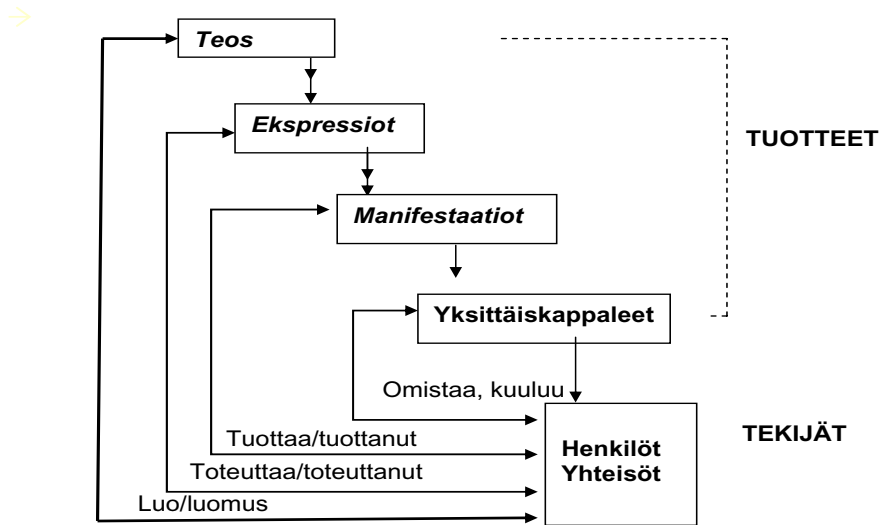 Teos
Ekspressiot
TUOTTEET
Manifestaatiot
Yksittäiskappaleet
Omistaa, kuuluu
Tuottaa/tuottanut
TEKIJÄT
Henkilöt
Yhteisöt
Toteuttaa/toteuttanut
Luo/luomus